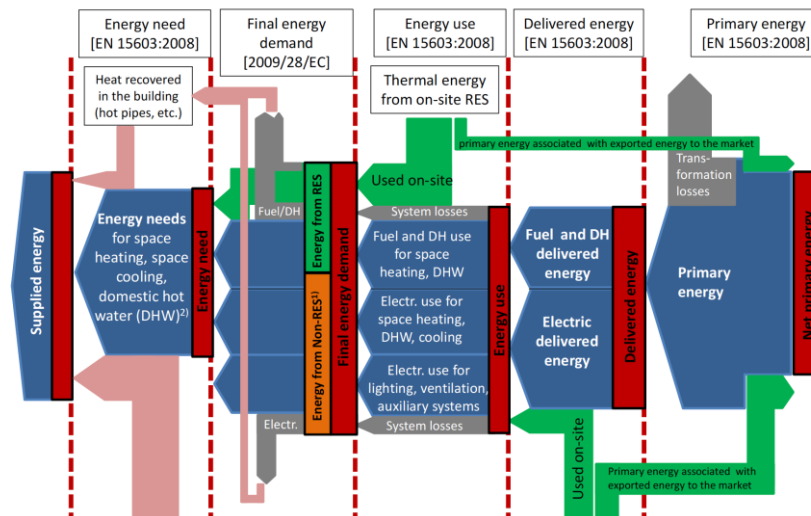 Energy need
[EN 15603:2008]
Final energy
demand
[2009/28/EC]
Energy use
[EN 15603:2008]
Delivered energy
[EN 15603:2008]
Primary energy
[EN 15603:2008]
Heat recovered
in the building
(hot pipes, etc.)
Thermal energy
from on-site RES
primary energy associated with exported energy to the market
Trans-
formation
losses
Used on-site
Fuel/DH
System losses
Supplied energy
Energy needs
for space
heating, space
cooling,
domestic hot
water (DHW)2)
Energy need
Energy from RES
Energy from Non-RES1)
Final energy demand
Fuel and DH use
for space
heating, DHW
Electr. use for
space heating,
DHW, cooling
Electr. use for
lighting, ventilation,
auxiliary systems
Energy use
Fuel and DH
delivered
energy
Electric
delivered
energy
Delivered energy
Primary
energy
Net primary energy
Electr.
System losses
Used on-site
Primary energy associated with
exported energy to the market